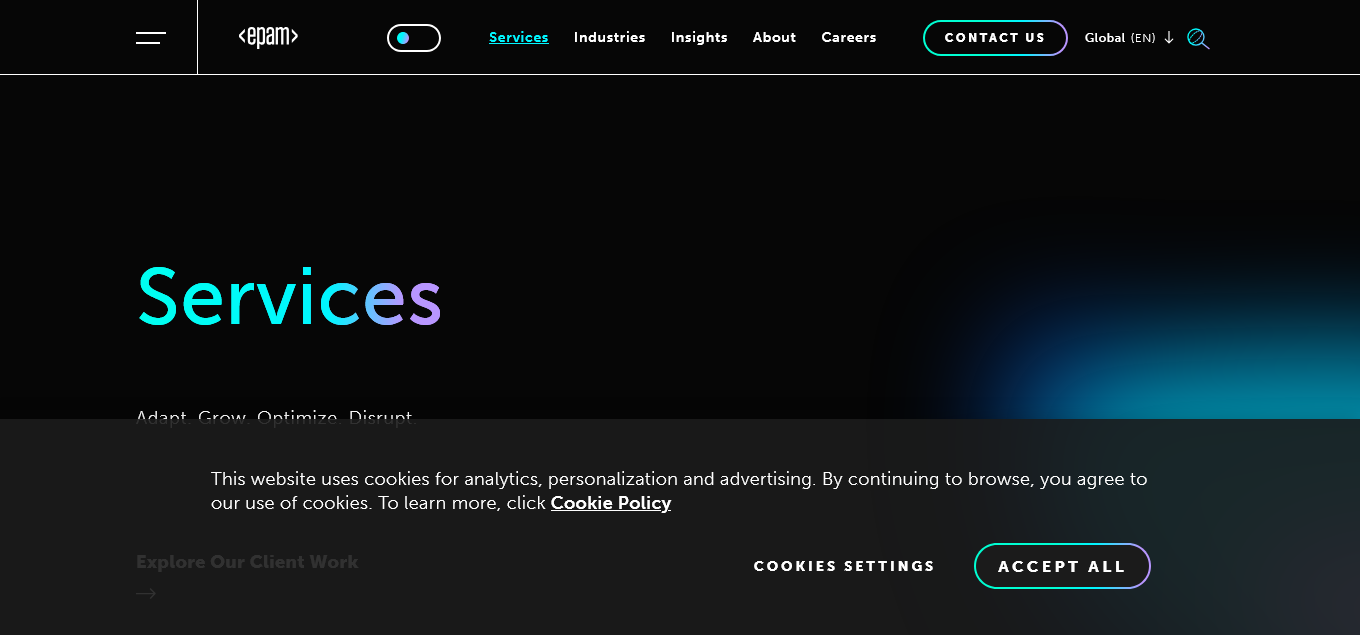 <epam>
Services Industries Insights About Careers CONTACT US Global (EN)
Services
Adapt. Grow. Optimize. Disrupt.
This website uses cookies for analytics, personalization and advertising. By continuing to browse, you agree to
our use of cookies. To learn more, click Cookie Policy
Explore Our Client Work
COOKIES SETTINGS ACCEPT ALL